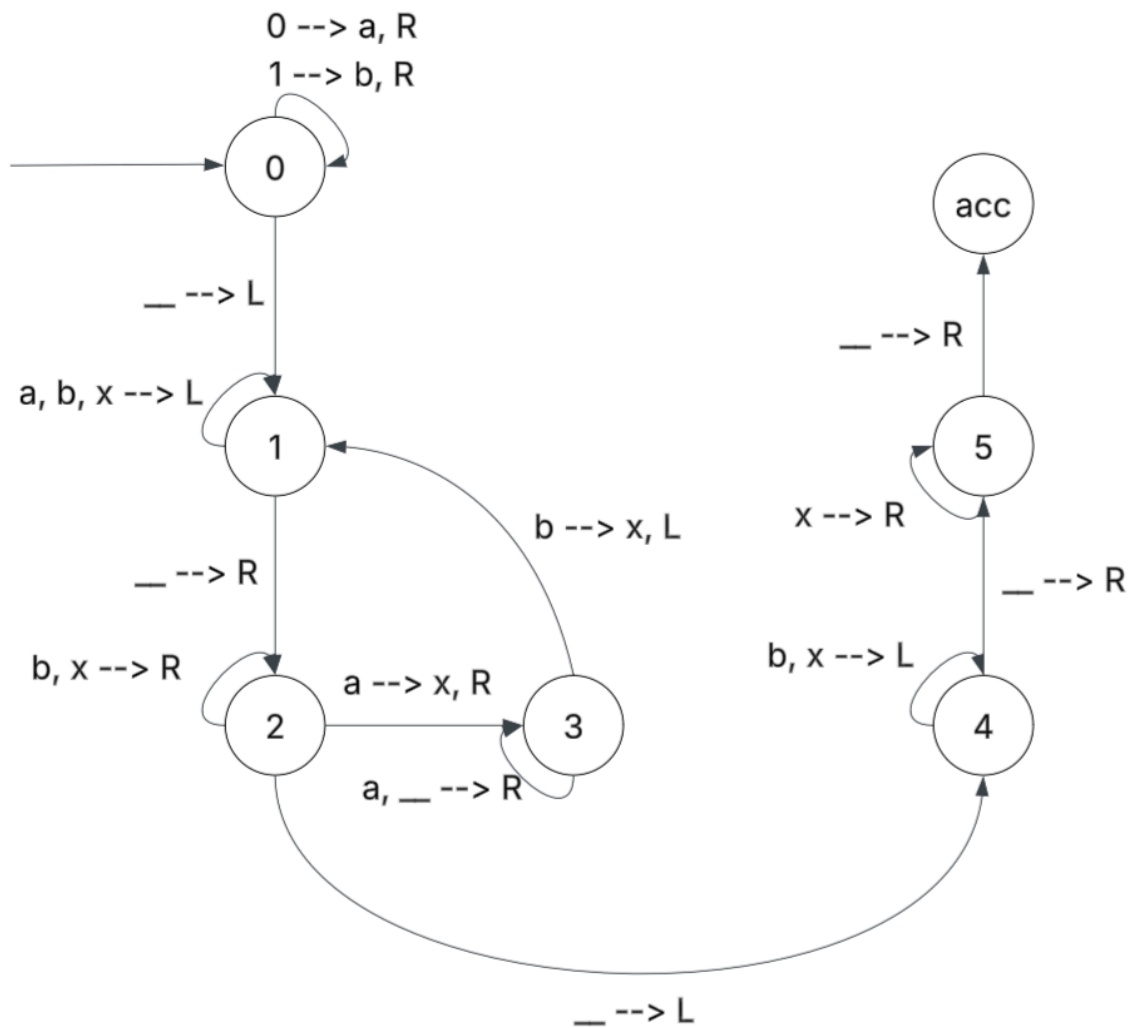 0 --> a, R
1 --> b, R
0
acc
__ --> L
__ --> R
a, b, x --> L
1
5
x --> R
b --> x, L
__ --> R
__ --> R
b, x --> R
a --> x, R
b, x --> L
2
3
4
a, __ --> R
__ --> L